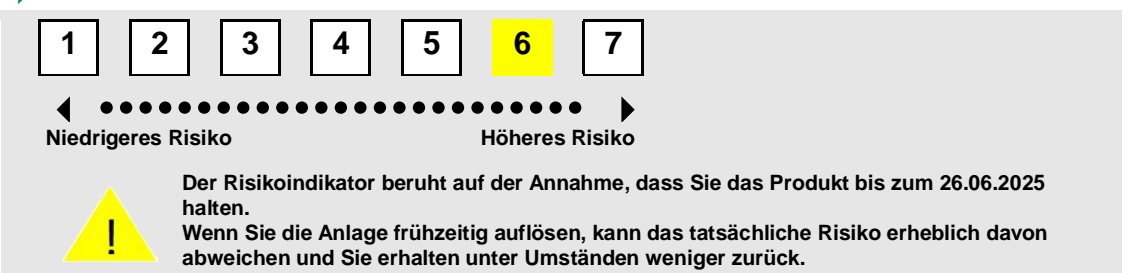 1 2 3 4 5 6 7
Niedrigeres Risiko Höheres Risiko
Der Risikoindikator beruht auf der Annahme, dass Sie das Produkt bis zum 26.06.2025
halten.
Wenn Sie die Anlage frühzeitig auflösen, kann das tatsächliche Risiko erheblich davon
abweichen und Sie erhalten unter Umständen weniger zurück.
!